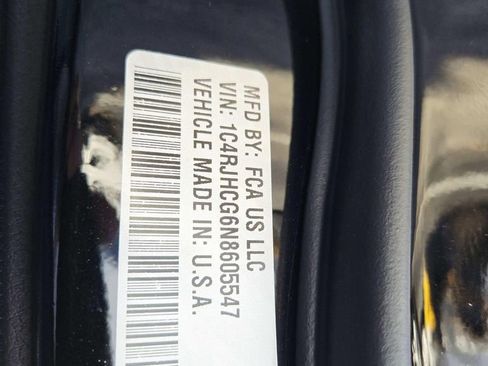 MFD BY: FCA US LLC
VIN: 1C4RJHCG6N8605547
VEHICLE MADE IN: U.S.A.